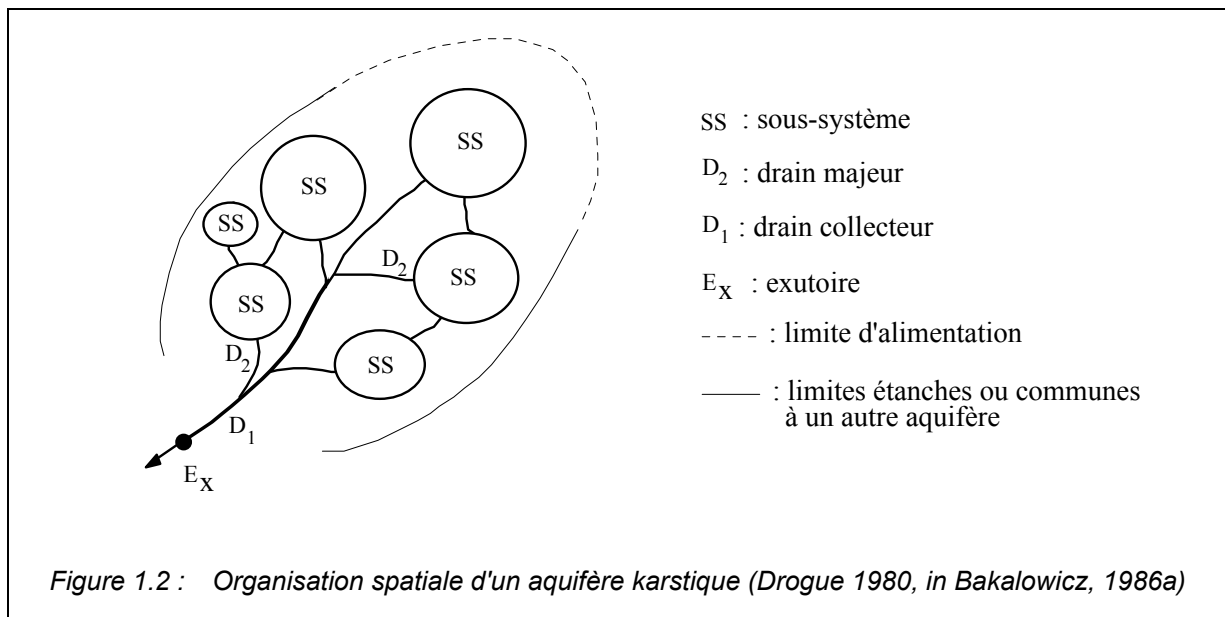 SS
SS
SS
SS
SS
SS
D2
D2
D1
EX
SS : sous-système
D2 : drain majeur
D1 : drain collecteur
EX : exutoire
---- : limite d'alimentation
—— : limites étanches ou communes
à un autre aquifère
Figure 1.2 : Organisation spatiale d'un aquifère karstique (Drogue 1980, in Bakalowicz, 1986a)